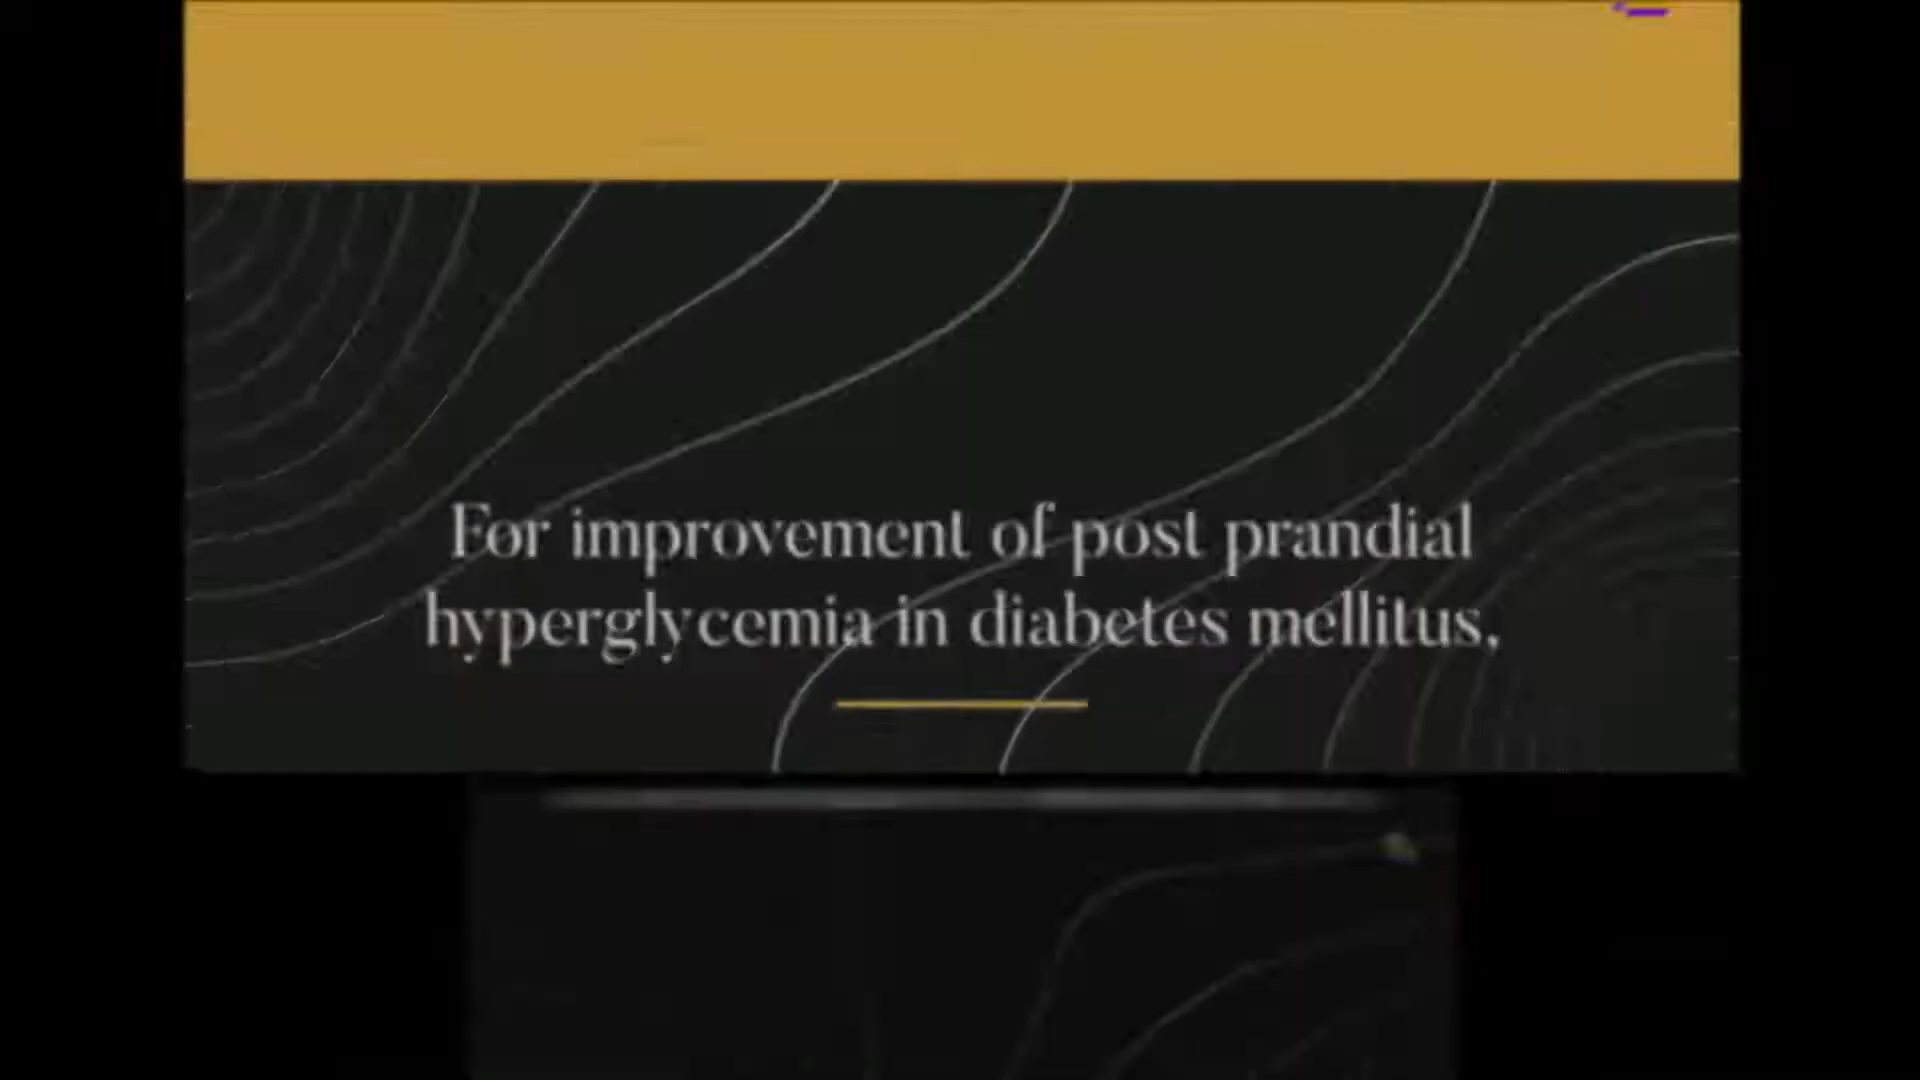 For improvement of post prandial
hyperglycemia in diabetes mellitus,